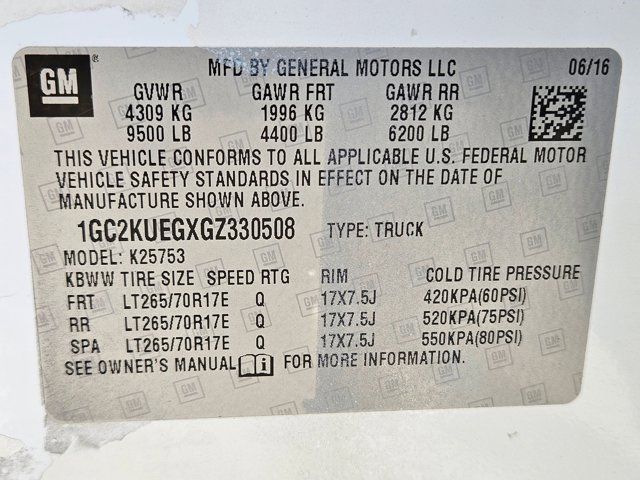 GM ® MFD BY GENERAL MOTORS LLC 06/16
GVWR GAWR FRT GAWR RR
4309 KG 1996 KG 2812 KG
9500 LB 4400 LB 6200 LB
THIS VEHICLE CONFORMS TO ALL APPLICABLE U.S. FEDERAL MOTOR
VEHICLE SAFETY STANDARDS IN EFFECT ON THE DATE OF
MANUFACTURE SHOWN ABOVE.
1GC2KUEGXGZ330508 TYPE: TRUCK
MODEL: K25753
KBWW TIRE SIZE SPEED RTG RIM COLD TIRE PRESSURE
FRT LT265/70R17E Q 17X7.5J 420KPA(60PSI)
RR LT265/70R17E Q 17X7.5J 520KPA(75PSI)
SPA LT265/70R17E Q 17X7.5J 550KPA(80PSI)
SEE OWNER'S MANUAL FOR MORE INFORMATION.